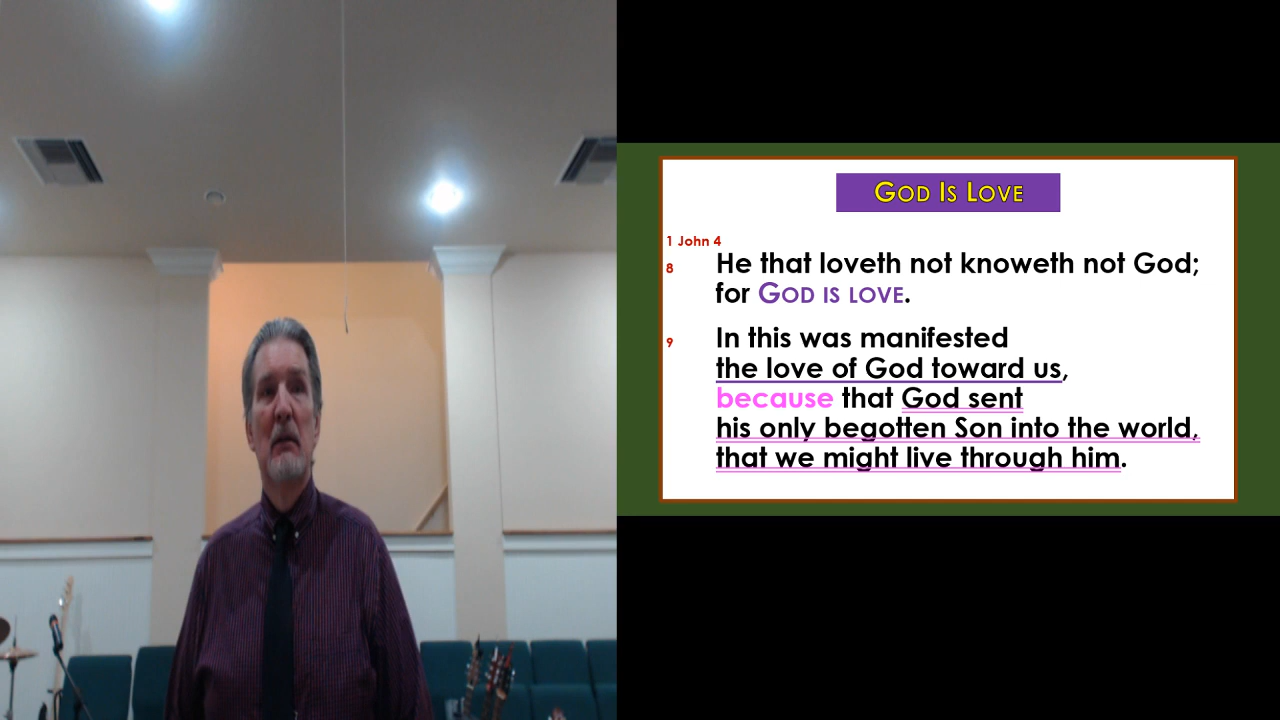 God Is Love
1 John 4
8 He that loveth not knoweth not God;
for God is love.
9 In this was manifested
the love of God toward us,
because that God sent
his only begotten Son into the world,
that we might live through him.